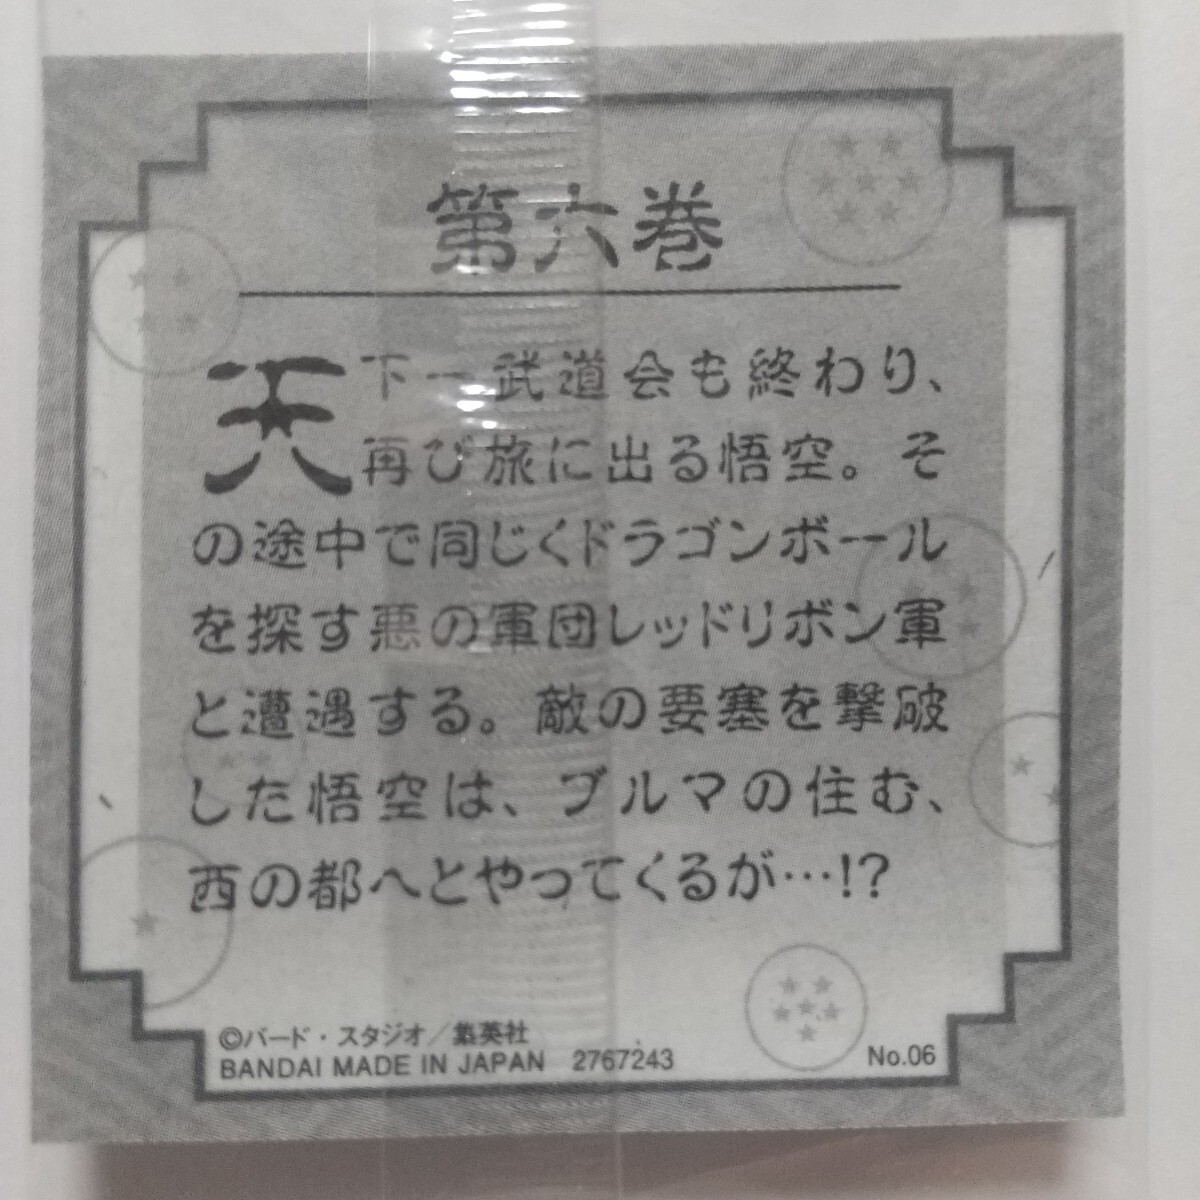 第六巻
天下一武道会も終わり、
再び旅に出る悟空。そ
の途中で同じくドラゴンボール
を探す悪の軍団レッドリボン軍
と遭遇する。敵の要塞を撃破
した悟空は、ブルマの住む、
西の都へとやってくるが…!?
©バード・スタジオ／集英社
BANDAI MADE IN JAPAN 2767243
No.06